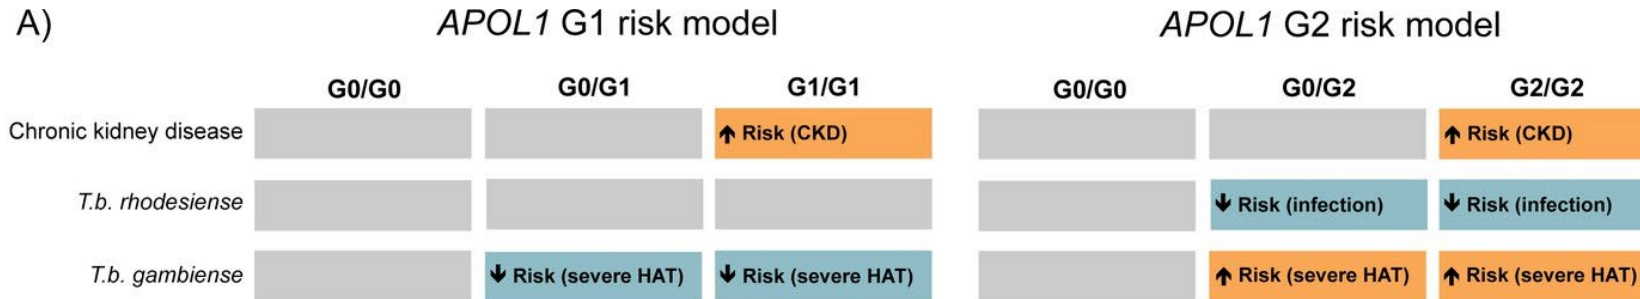 A)
APOL1 G1 risk model
APOL1 G2 risk model
G0/G0 G0/G1 G1/G1 G0/G0 G0/G2 G2/G2
Chronic kidney disease ↑ Risk (CKD) ↑ Risk (CKD)
T.b. rhodesiense ↓ Risk (infection) ↓ Risk (infection)
T.b. gambiense ↓ Risk (severe HAT) ↓ Risk (severe HAT) ↑ Risk (severe HAT) ↑ Risk (severe HAT)